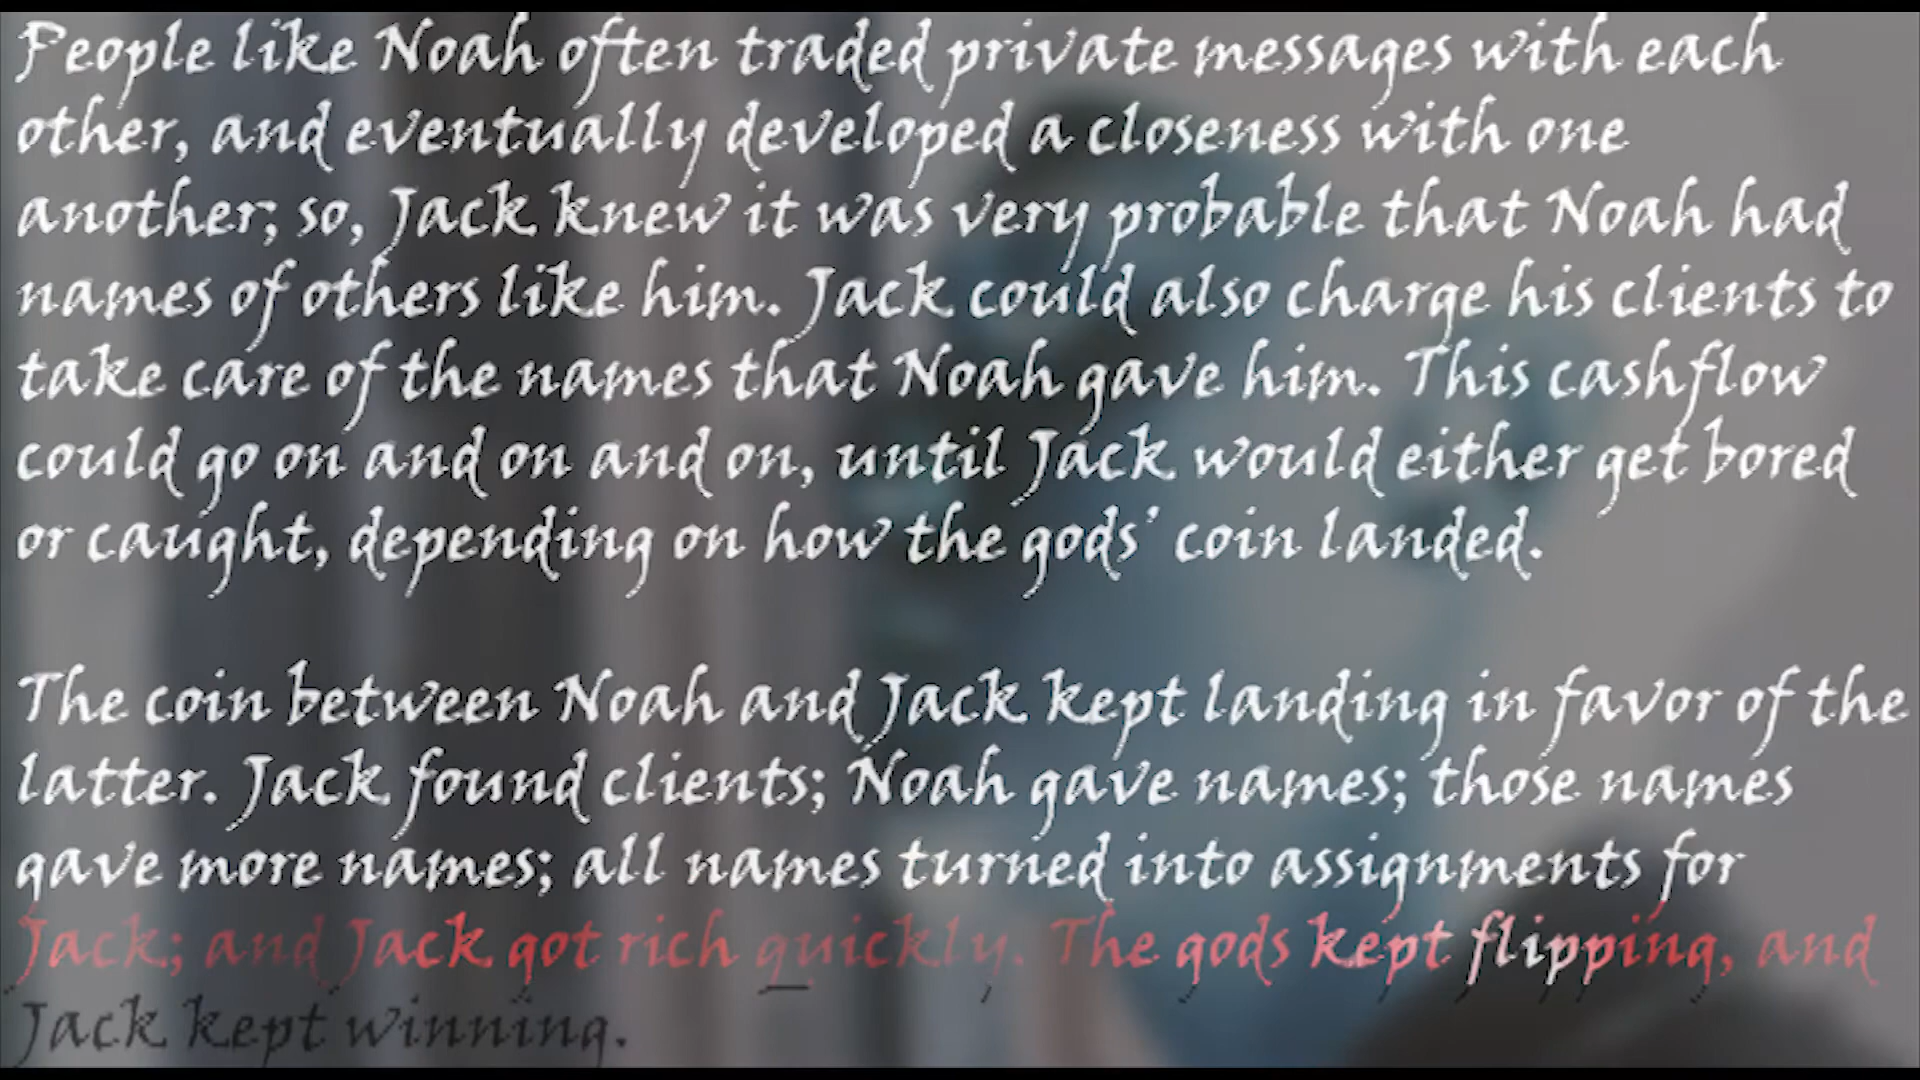 People like Noah often traded private messages with each
other, and eventually developed a closeness with one
another; so, Jack knew it was very probable that Noah had
names of others like him. Jack could also charge his clients to
take care of the names that Noah gave him. This cashflow
could go on and on and on, until Jack would either get bored
or caught, depending on how the gods' coin landed.
The coin between Noah and Jack kept landing in favor of the
latter. Jack found clients; Noah gave names; those names
gave more names; all names turned into assignments for
Jack; and Jack got rich quickly. The gods kept flipping, and
Jack kept winning.